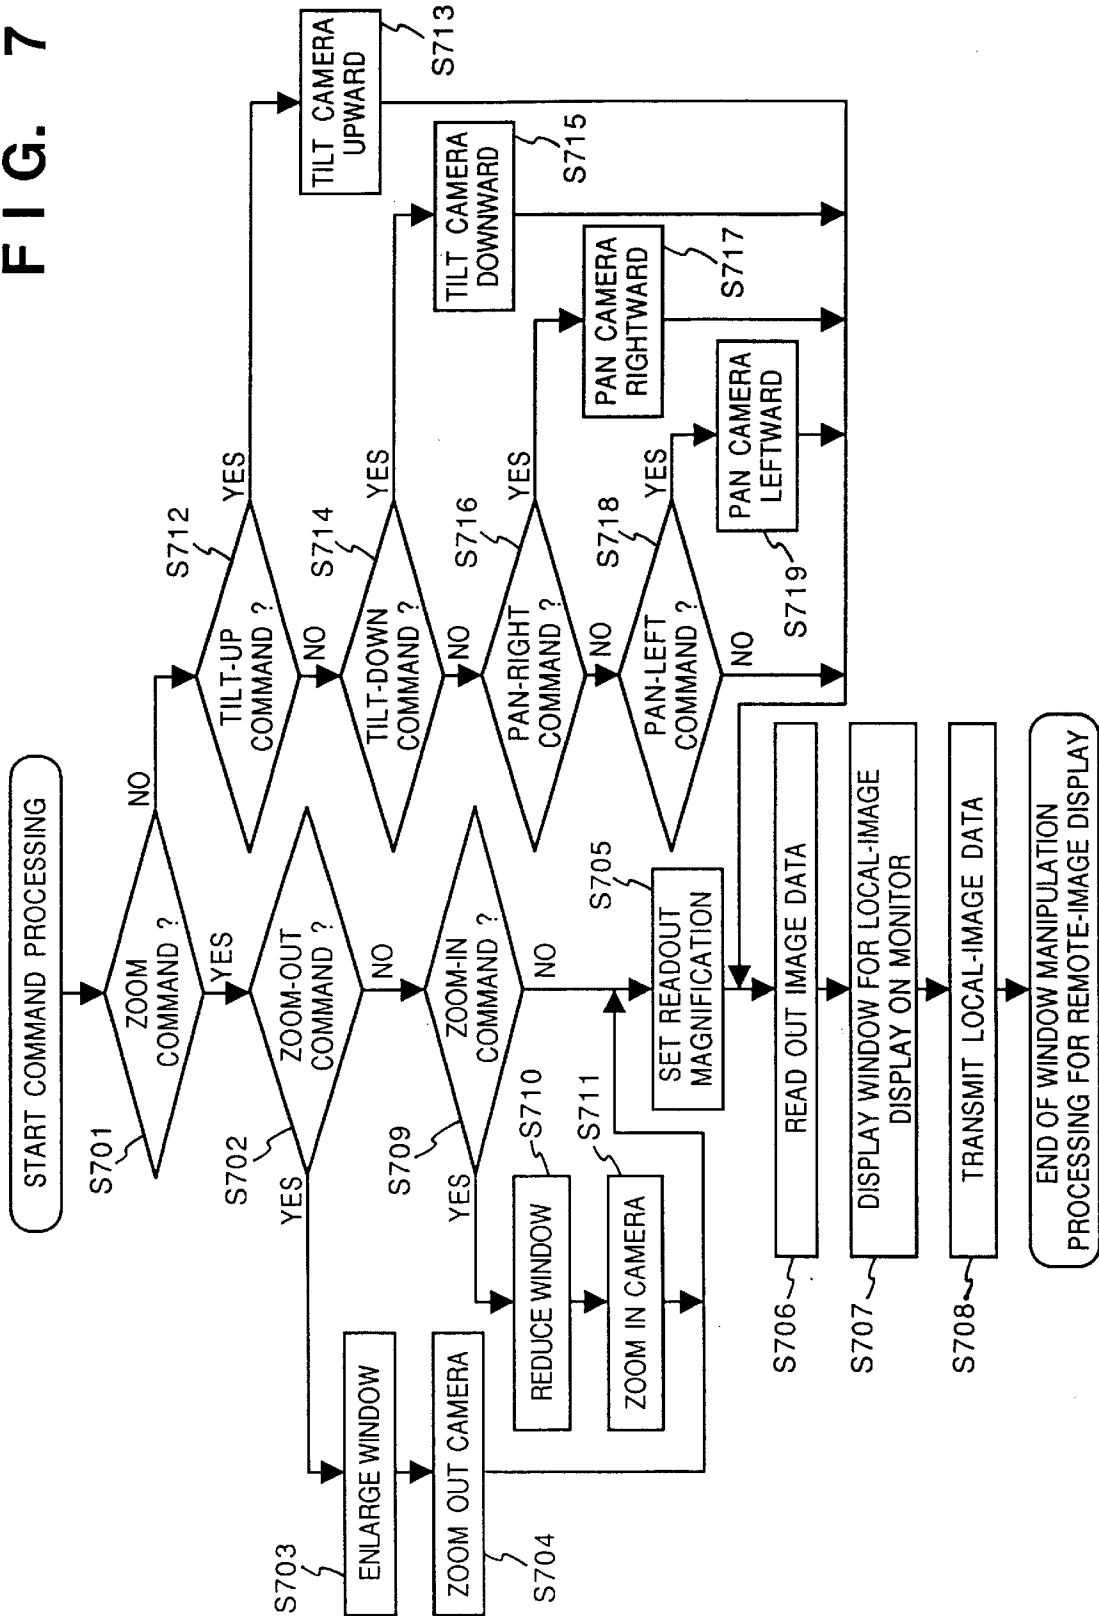 FIG. 7
START COMMAND PROCESSING
ZOOM
COMMAND ?
S701
NO
YES
ZOOM-OUT
COMMAND ?
S702
YES
NO
ENLARGE WINDOW
S703
ZOOM OUT CAMERA
S704
ZOOM-IN
COMMAND ?
S709
YES
NO
REDUCE WINDOW
S710
ZOOM IN CAMERA
S711
SET READOUT
MAGNIFICATION
S705
READ OUT IMAGE DATA
S706
DISPLAY WINDOW FOR LOCAL-IMAGE
DISPLAY ON MONITOR
S707
TRANSMIT LOCAL-IMAGE DATA
S708
END OF WINDOW MANIPULATION
PROCESSING FOR REMOTE-IMAGE DISPLAY
TILT-UP
COMMAND ?
S712
YES
NO
TILT CAMERA
UPWARD
S713
TILT-DOWN
COMMAND ?
S714
YES
NO
TILT CAMERA
DOWNWARD
S715
PAN-RIGHT
COMMAND ?
S716
YES
NO
PAN CAMERA
RIGHTWARD
S717
PAN-LEFT
COMMAND ?
S718
YES
NO
PAN CAMERA
LEFTWARD
S719